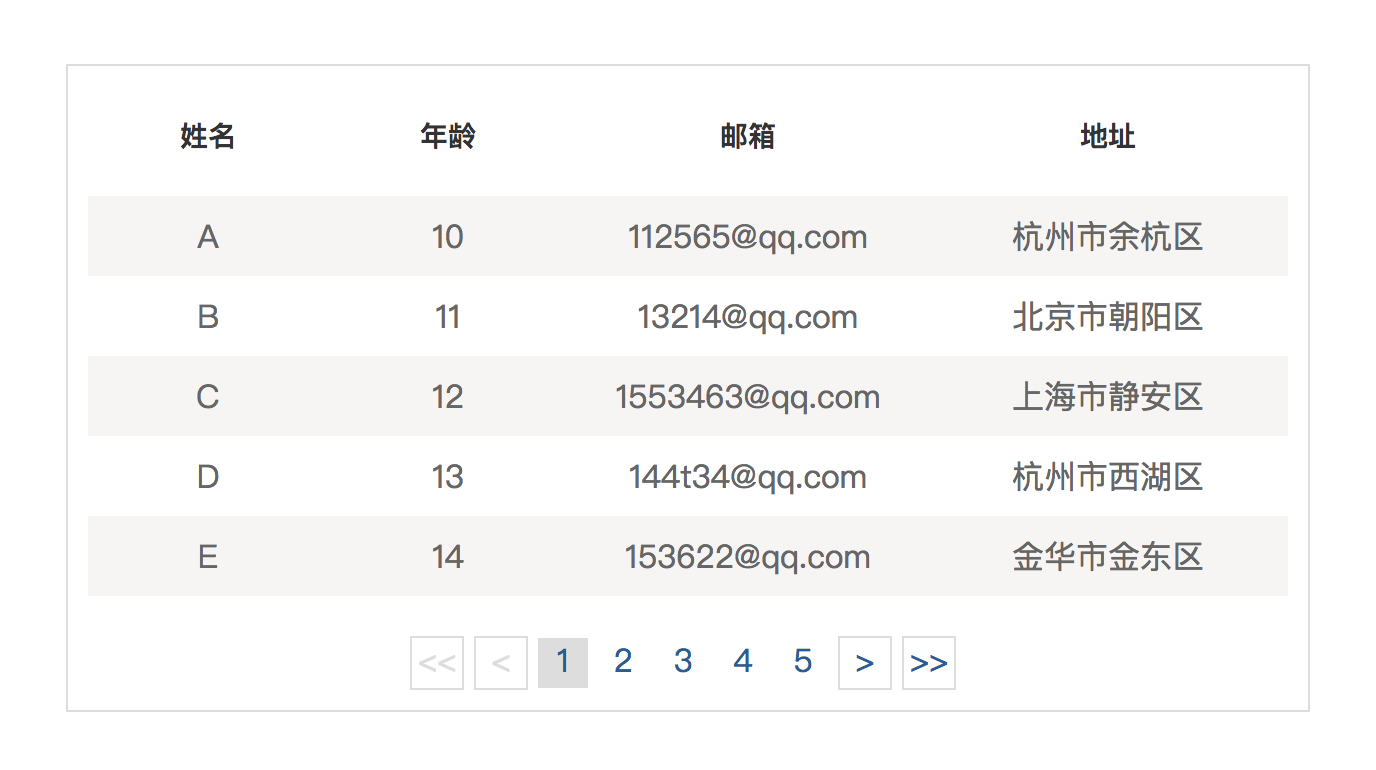 姓名 年龄 邮箱 地址
A 10 112565@qq.com 杭州市余杭区
B 11 13214@qq.com 北京市朝阳区
C 12 1553463@qq.com 上海市静安区
D 13 144t34@qq.com 杭州市西湖区
E 14 153622@qq.com 金华市金东区
<< < 1 2 3 4 5 > >>